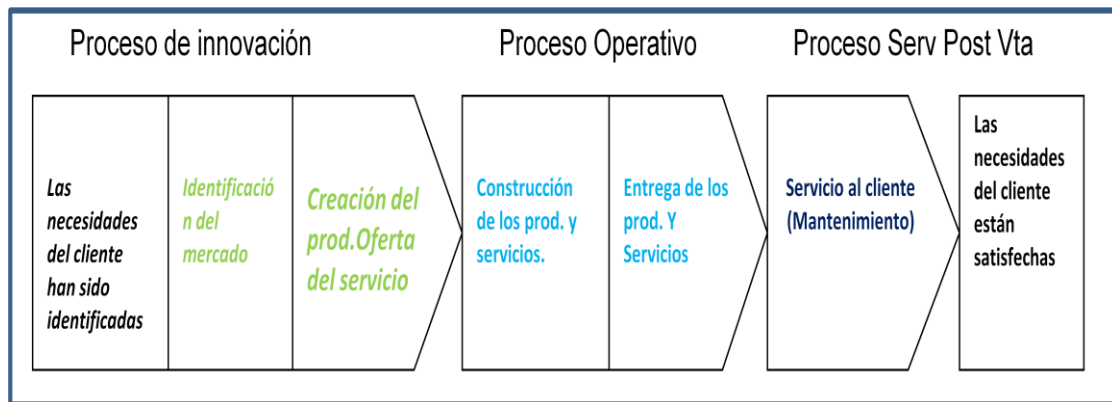 Proceso de innovación
Proceso Operativo
Proceso Serv Post Vta
Las
necesidades
del cliente
han sido
identificadas
Identificació
n del
mercado
Creación del
prod.Oferta
del servicio
Construcción
de los prod. y
servicios.
Entrega de los
prod. Y
Servicios
Servicio al cliente
(Mantenimiento)
Las
necesidades
del cliente
están
satisfechas